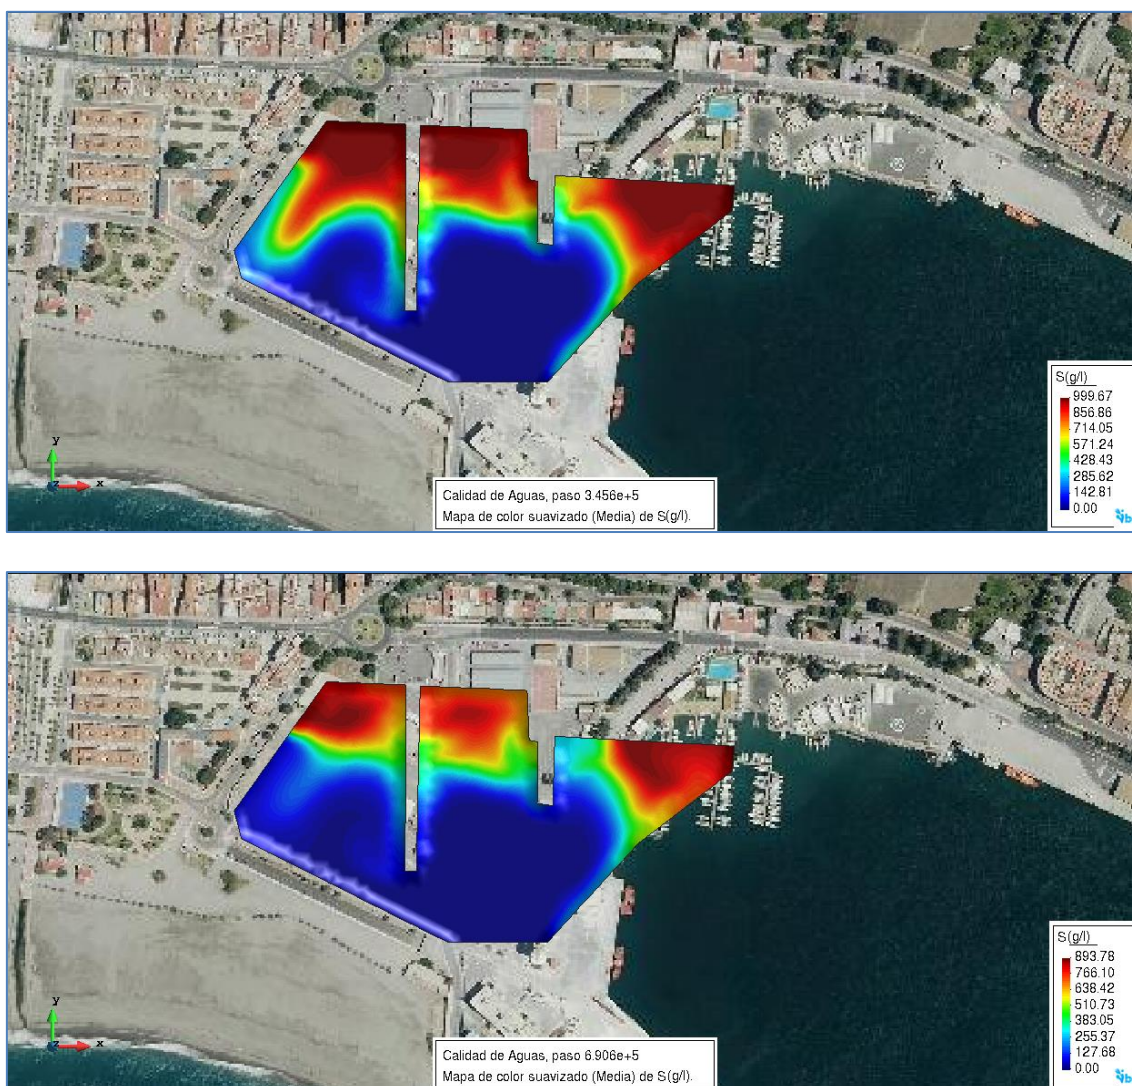 S(g/l)
999.67
856.86
714.05
571.24
428.43
285.62
142.81
0.00
y
z
x
Calidad de Aguas, paso 3.456e+5
Mapa de color suavizado (Media) de S(g/l).
S(g/l)
893.78
766.10
638.42
510.73
383.05
255.37
127.68
0.00
y
z
x
Calidad de Aguas, paso 6.906e+5
Mapa de color suavizado (Media) de S(g/l).